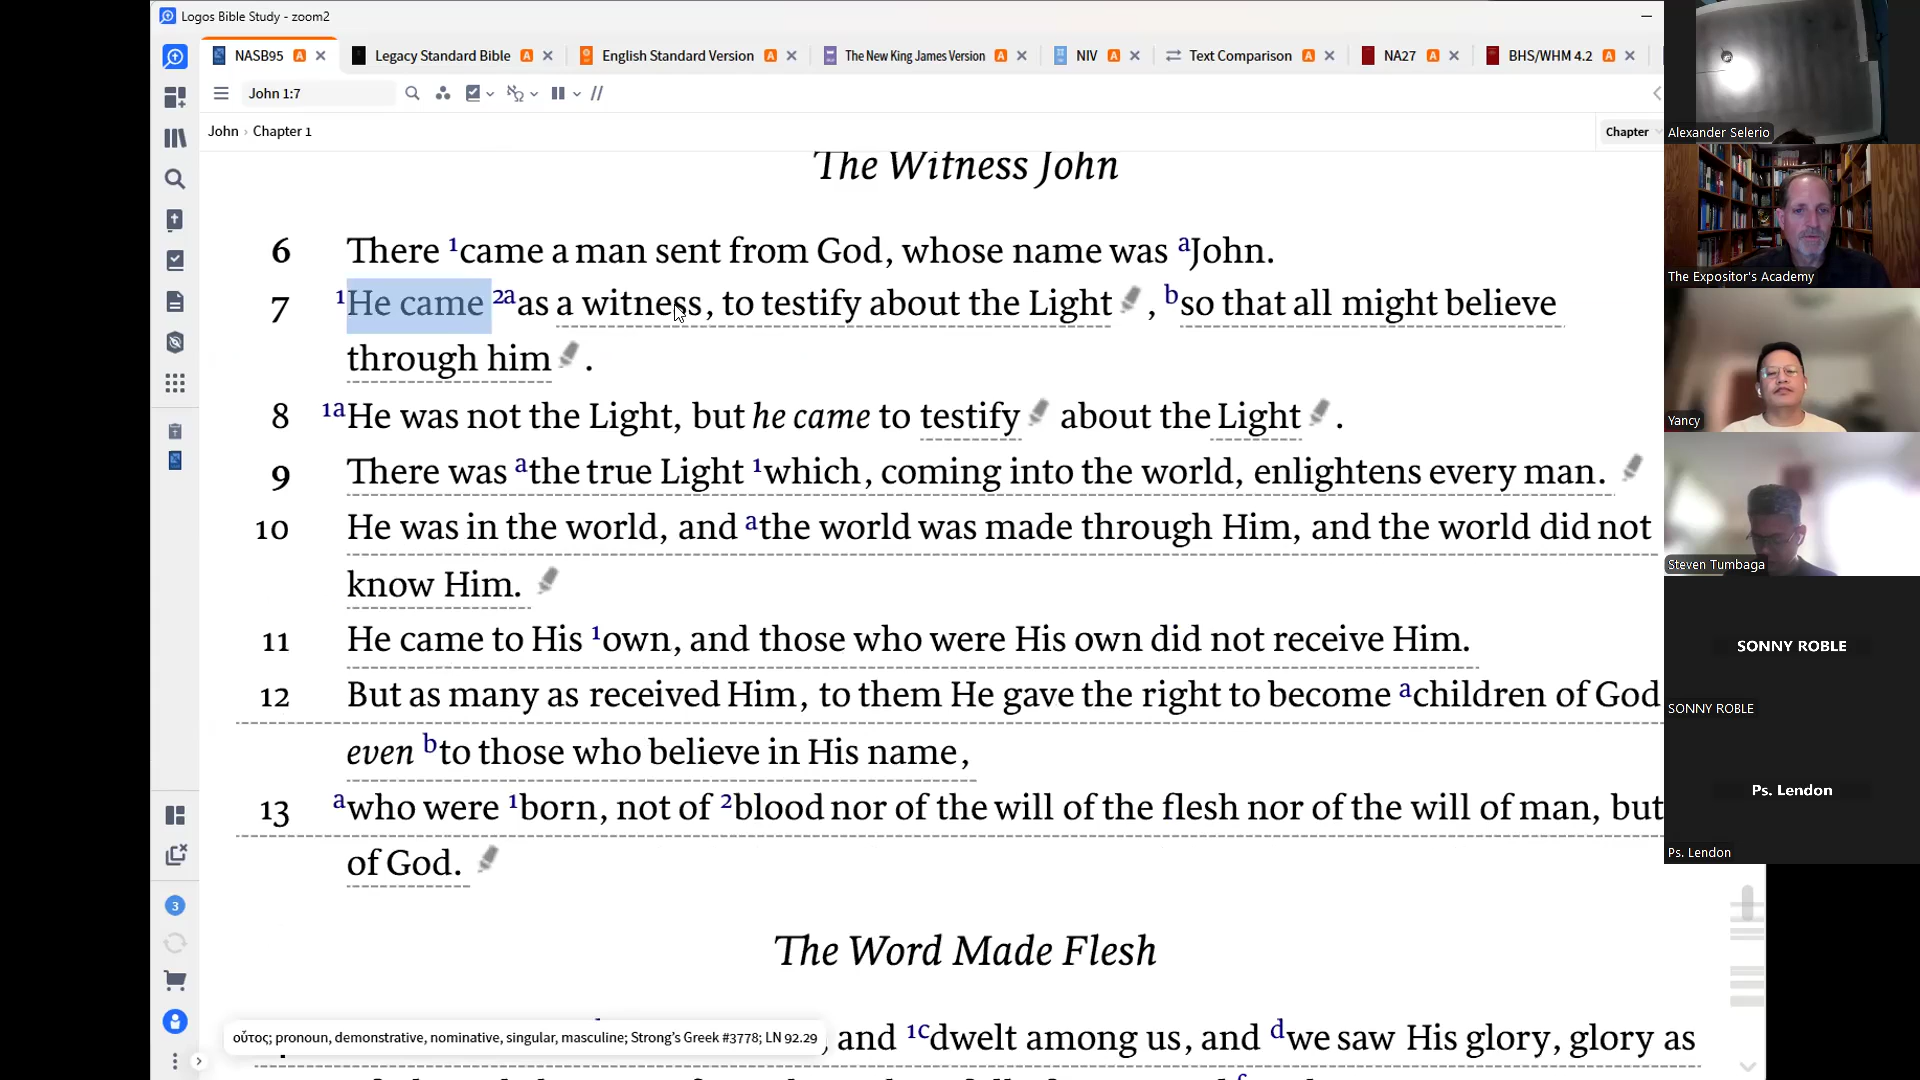 Logos Bible Study - zoom2
NASB95 A
Legacy Standard Bible A
English Standard Version A
The New King James Version A
NIV A
Text Comparison A
NA27 A
BHS/WHM 4.2 A
John 1:7
John › Chapter 1
Chapter
The Witness John
6 There ¹came a man sent from God, whose name was ᵃJohn.
7 ¹He came ²ᵃas a witness, to testify about the Light, ᵇso that all might believe
through him.
8 ¹ᵃHe was not the Light, but he came to testify about the Light.
9 There was ᵃthe true Light ¹which, coming into the world, enlightens every man.
10 He was in the world, and ᵃthe world was made through Him, and the world did not
know Him.
11 He came to His ¹own, and those who were His own did not receive Him.
12 But as many as received Him, to them He gave the right to become ᵃchildren of God
even ᵇto those who believe in His name,
13 ᵃwho were ¹born, not of ²blood nor of the will of the flesh nor of the will of man, but
of God.
The Word Made Flesh
, and ¹ᶜdwelt among us, and ᵈwe saw His glory, glory as
οὗτος; pronoun, demonstrative, nominative, singular, masculine; Strong's Greek #3778; LN 92.29
3
Alexander Selerio
The Expositor's Academy
Yancy
Steven Tumbaga
SONNY ROBLE
SONNY ROBLE
Ps. Lendon
Ps. Lendon